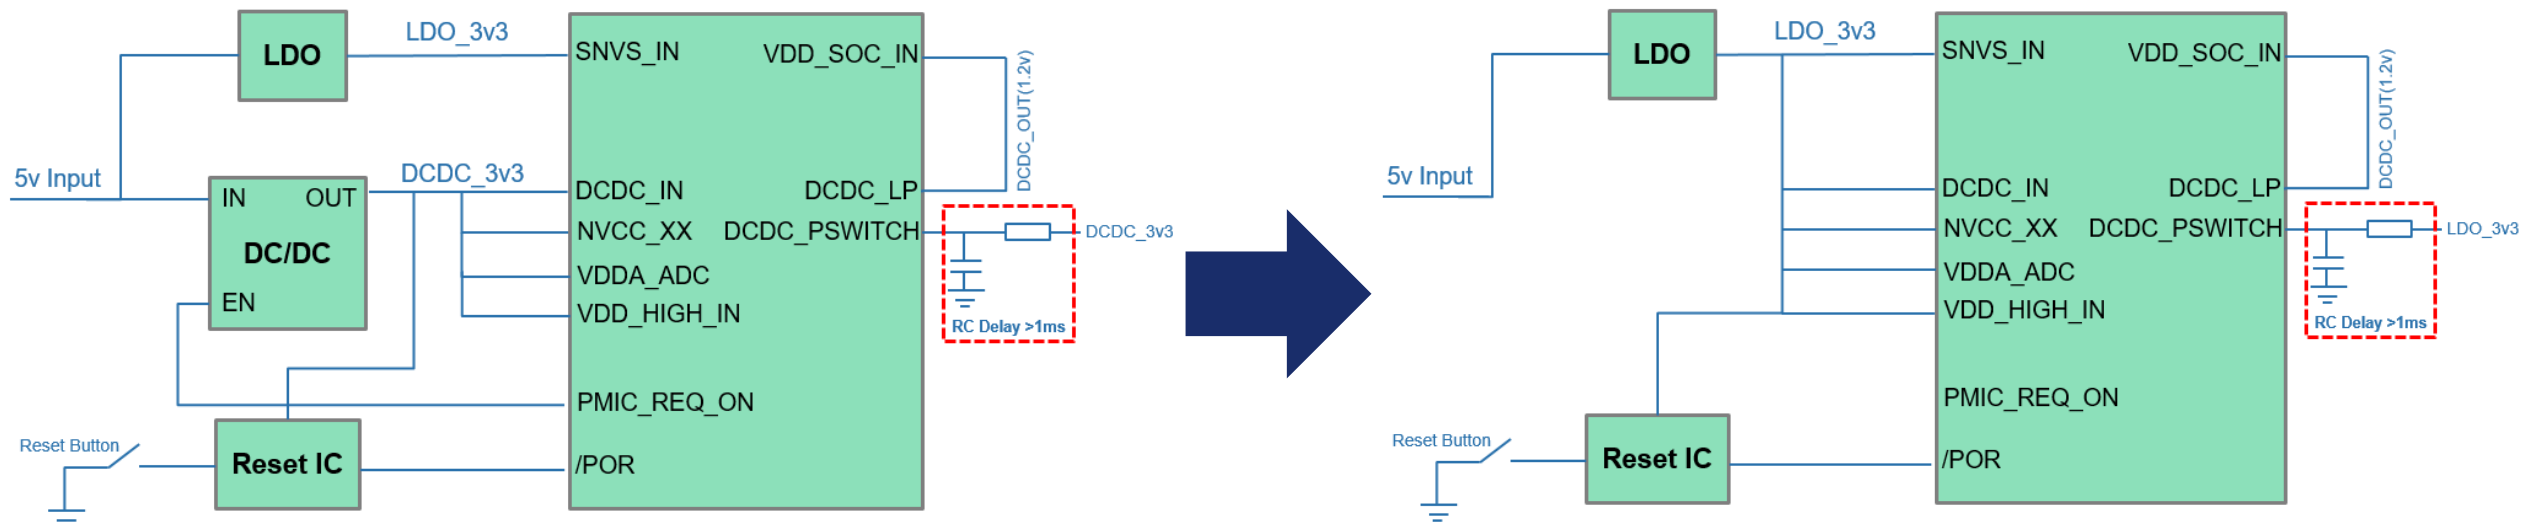 LDO
LDO_3v3
SNVS_IN
VDD_SOC_IN
DCDC_OUT(1.2v)
5v Input
IN
OUT
DC/DC
EN
DCDC_3v3
DCDC_IN
DCDC_LP
NVCC_XX
DCDC_PSWITCH
DCDC_3v3
VDDA_ADC
VDD_HIGH_IN
RC Delay >1ms
PMIC_REQ_ON
Reset Button
Reset IC
/POR
LDO
LDO_3v3
SNVS_IN
VDD_SOC_IN
DCDC_OUT(1.2v)
5v Input
DCDC_IN
DCDC_LP
NVCC_XX
DCDC_PSWITCH
LDO_3v3
VDDA_ADC
VDD_HIGH_IN
RC Delay >1ms
PMIC_REQ_ON
Reset Button
Reset IC
/POR